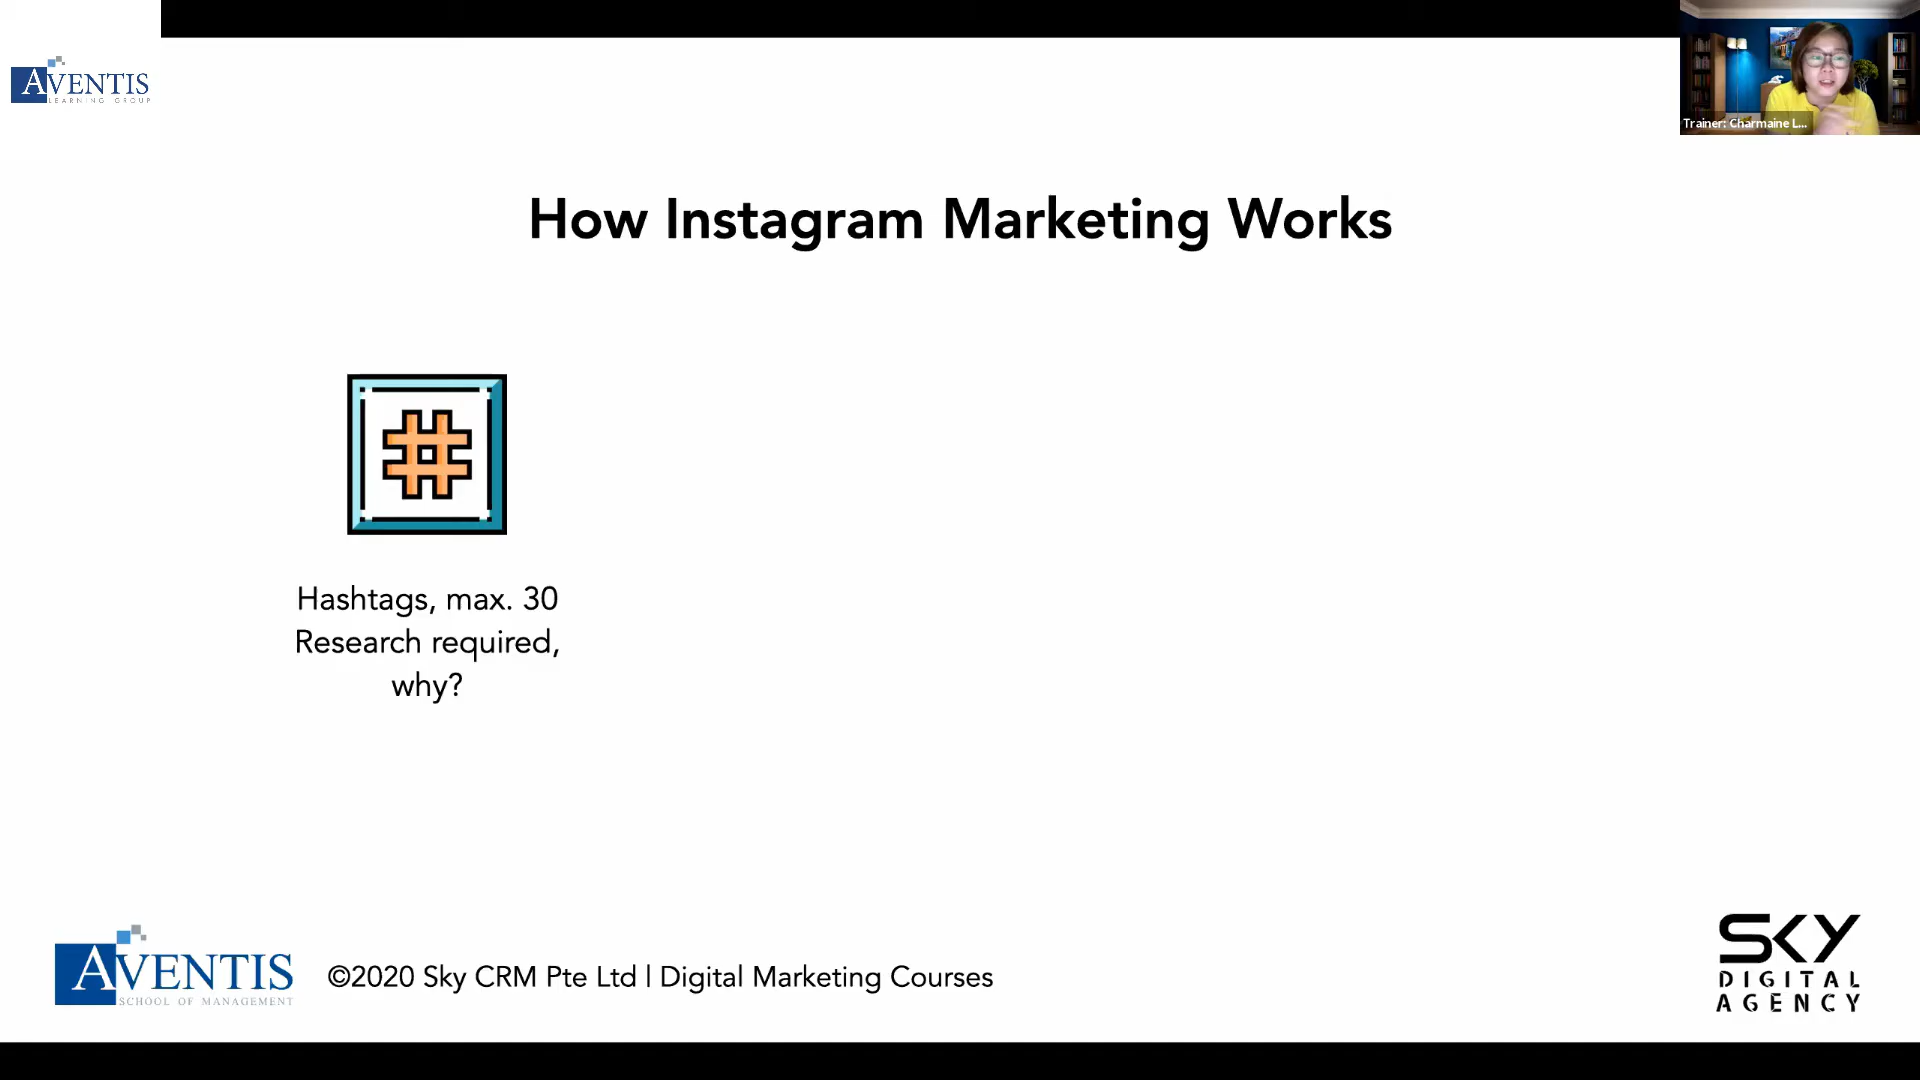 AVENTIS
LEARNING GROUP
Trainer: Charmaine L...
How Instagram Marketing Works
#
Hashtags, max. 30
Research required,
why?
AVENTIS
SCHOOL OF MANAGEMENT
©2020 Sky CRM Pte Ltd | Digital Marketing Courses
SKY
DIGITAL
AGENCY